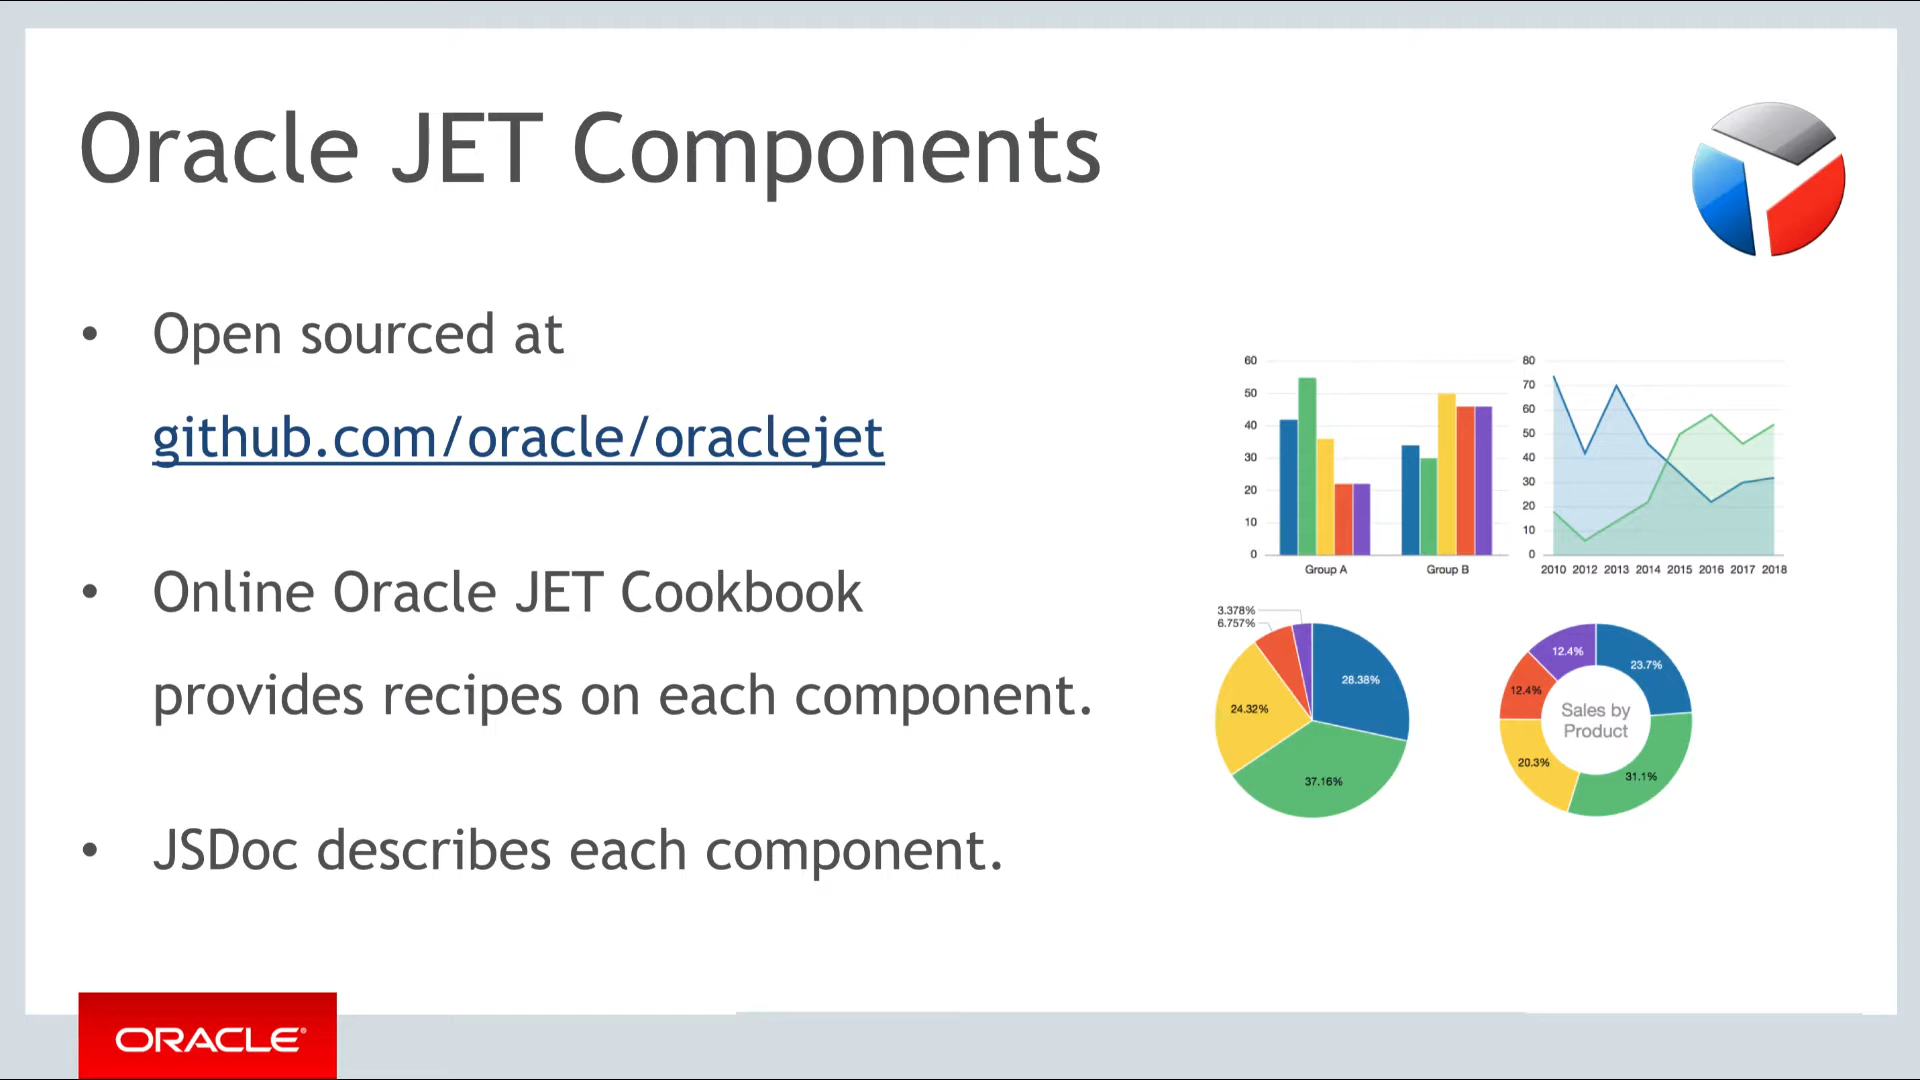 Oracle JET Components
• Open sourced at
github.com/oracle/oraclejet
• Online Oracle JET Cookbook
provides recipes on each component.
• JSDoc describes each component.
60
50
40
30
20
10
0
Group A Group B
80
70
60
50
40
30
20
10
0
2010 2012 2013 2014 2015 2016 2017 2018
3.378%
6.757%
28.38%
24.32%
37.16%
12.4%
23.7%
12.4%
Sales by
Product
20.3%
31.1%
ORACLE®